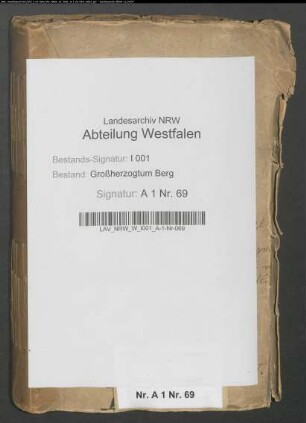 Landesarchiv NRW
Abteilung Westfalen
Bestands-Signatur: I 001
Bestand: Großherzogtum Berg
Signatur: A 1 Nr. 69
LAV_NRW_W_I001_A-1-Nr-069
Nr. A 1 Nr. 69